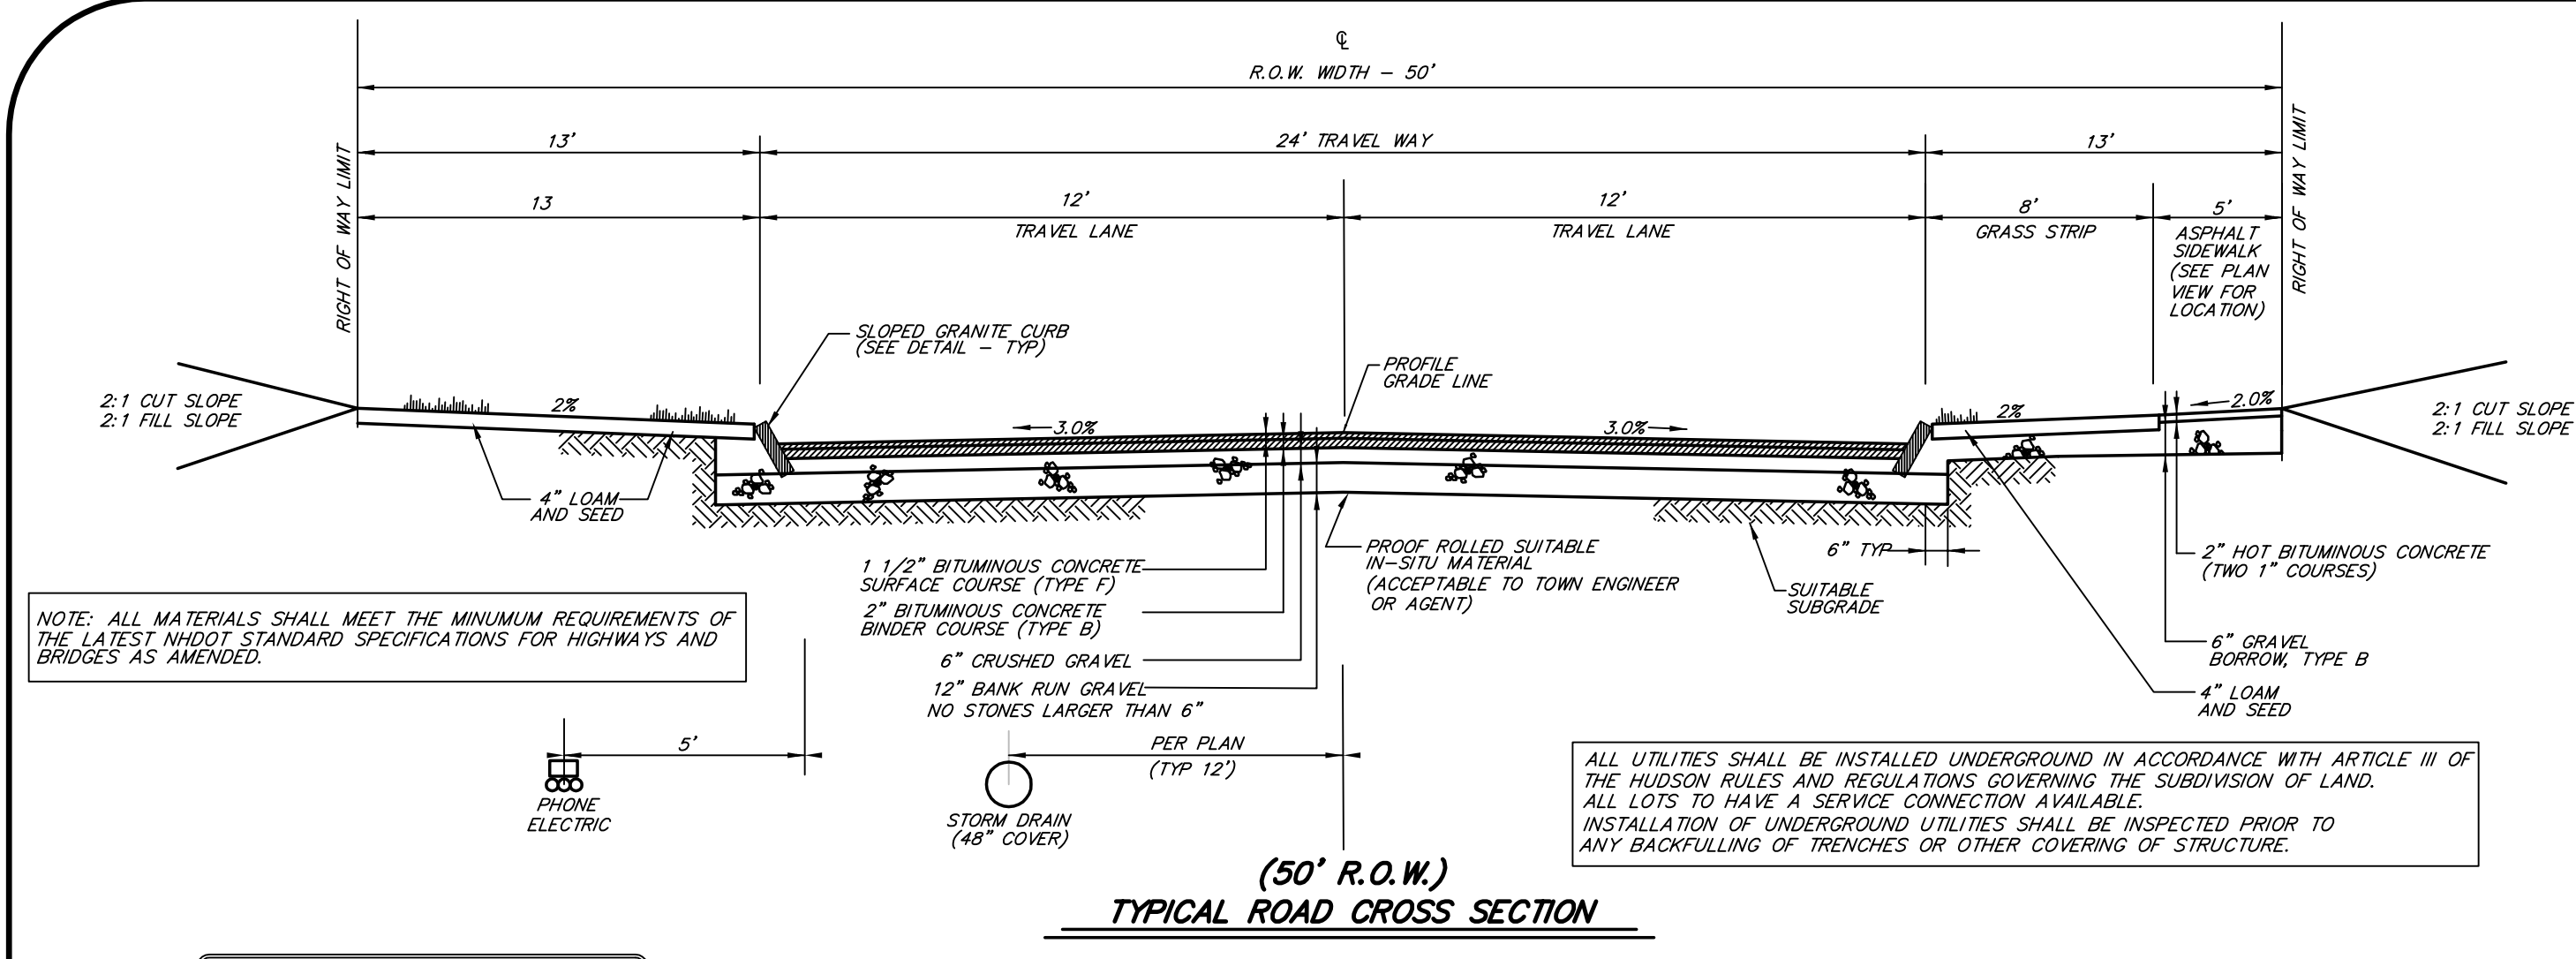 ℄
R.O.W. WIDTH - 50'
13'
24' TRAVEL WAY
13'
RIGHT OF WAY LIMIT
RIGHT OF WAY LIMIT
13
12'
TRAVEL LANE
12'
TRAVEL LANE
8'
GRASS STRIP
5'
ASPHALT
SIDEWALK
(SEE PLAN
VIEW FOR
LOCATION)
SLOPED GRANITE CURB
(SEE DETAIL - TYP)
PROFILE
GRADE LINE
2:1 CUT SLOPE
2:1 FILL SLOPE
2%
3.0%
3.0%
2%
2.0%
2:1 CUT SLOPE
2:1 FILL SLOPE
4" LOAM
AND SEED
1 1/2" BITUMINOUS CONCRETE
SURFACE COURSE (TYPE F)
2" BITUMINOUS CONCRETE
BINDER COURSE (TYPE B)
6" CRUSHED GRAVEL
12" BANK RUN GRAVEL
NO STONES LARGER THAN 6"
PROOF ROLLED SUITABLE
IN-SITU MATERIAL
(ACCEPTABLE TO TOWN ENGINEER
OR AGENT)
6" TYP
SUITABLE
SUBGRADE
2" HOT BITUMINOUS CONCRETE
(TWO 1" COURSES)
6" GRAVEL
BORROW, TYPE B
4" LOAM
AND SEED
NOTE: ALL MATERIALS SHALL MEET THE MINUMUM REQUIREMENTS OF
THE LATEST NHDOT STANDARD SPECIFICATIONS FOR HIGHWAYS AND
BRIDGES AS AMENDED.
5'
PHONE
ELECTRIC
PER PLAN
(TYP 12')
STORM DRAIN
(48" COVER)
ALL UTILITIES SHALL BE INSTALLED UNDERGROUND IN ACCORDANCE WITH ARTICLE III OF
THE HUDSON RULES AND REGULATIONS GOVERNING THE SUBDIVISION OF LAND.
ALL LOTS TO HAVE A SERVICE CONNECTION AVAILABLE.
INSTALLATION OF UNDERGROUND UTILITIES SHALL BE INSPECTED PRIOR TO
ANY BACKFULLING OF TRENCHES OR OTHER COVERING OF STRUCTURE.
(50' R.O.W.)
TYPICAL ROAD CROSS SECTION